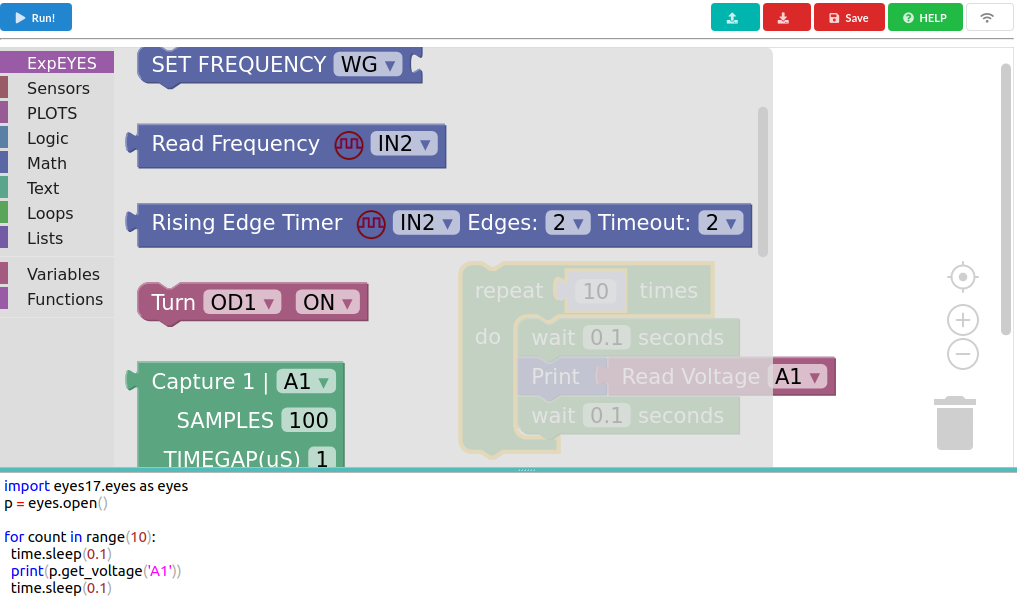 Run!
Save
HELP
ExpEYES
Sensors
PLOTS
Logic
Math
Text
Loops
Lists
Variables
Functions
SET FREQUENCY WG
Read Frequency IN2
Rising Edge Timer IN2 Edges: 2 Timeout: 2
Turn OD1 ON
Capture 1 | A1
SAMPLES 100
TIMEGAP(uS) 1
repeat 10 times
do wait 0.1 seconds
Print Read Voltage A1
wait 0.1 seconds
import eyes17.eyes as eyes
p = eyes.open()
for count in range(10):
time.sleep(0.1)
print(p.get_voltage('A1'))
time.sleep(0.1)